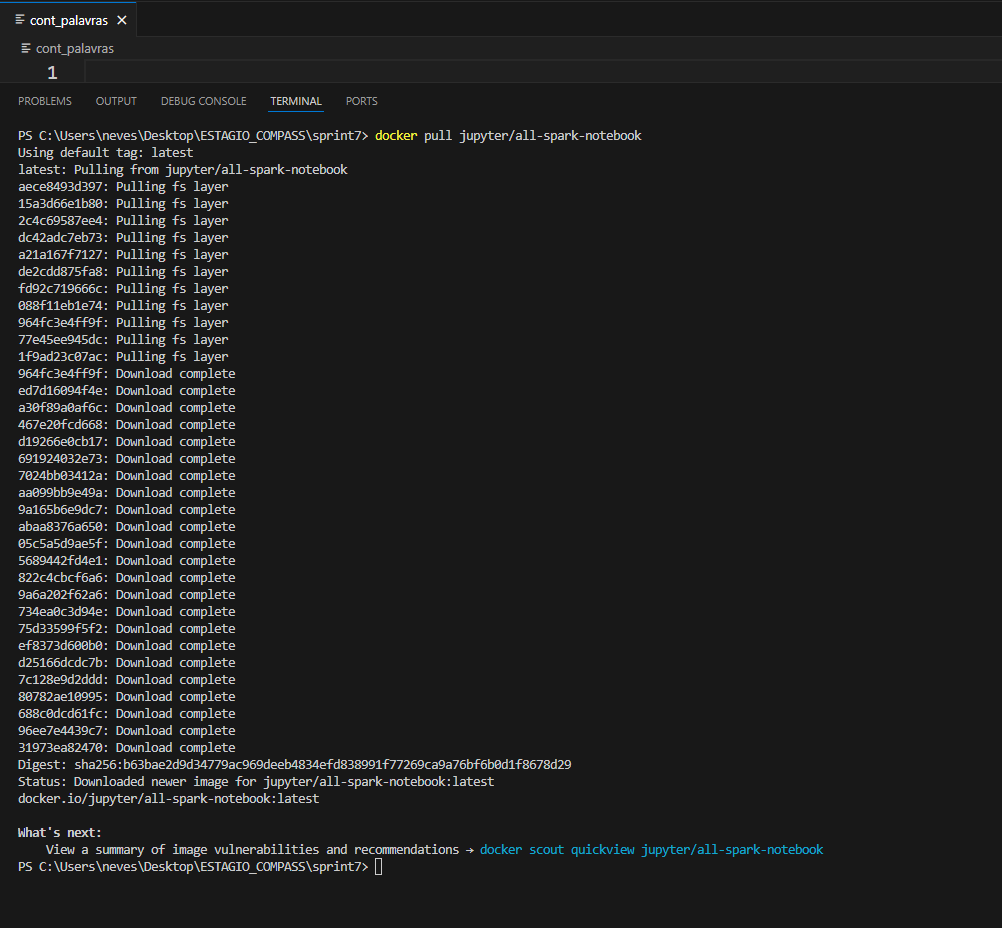 cont_palavras
cont_palavras
1
PROBLEMS OUTPUT DEBUG CONSOLE TERMINAL PORTS
PS C:\Users\neves\Desktop\ESTAGIO_COMPASS\sprint7> docker pull jupyter/all-spark-notebook
Using default tag: latest
latest: Pulling from jupyter/all-spark-notebook
aece8493d397: Pulling fs layer
15a3d66e1b80: Pulling fs layer
2c4c69587ee4: Pulling fs layer
dc42adc7eb73: Pulling fs layer
a21a167f7127: Pulling fs layer
de2cdd875fa8: Pulling fs layer
fd92c719666c: Pulling fs layer
088f11eb1e74: Pulling fs layer
964fc3e4ff9f: Pulling fs layer
77e45ee945dc: Pulling fs layer
1f9ad23c07ac: Pulling fs layer
964fc3e4ff9f: Download complete
ed7d16094f4e: Download complete
a30f89a0af6c: Download complete
467e20fcd668: Download complete
d19266e0cb17: Download complete
691924032e73: Download complete
7024bb03412a: Download complete
aa099bb9e49a: Download complete
9a165b6e9dc7: Download complete
abaa8376a650: Download complete
05c5a5d9ae5f: Download complete
5689442fd4e1: Download complete
822c4cbcf6a6: Download complete
9a6a202f62a6: Download complete
734ea0c3d94e: Download complete
75d33599f5f2: Download complete
ef8373d600b0: Download complete
d25166dcdc7b: Download complete
7c128e9d2ddd: Download complete
80782ae10995: Download complete
688c0dcd61fc: Download complete
96ee7e4439c7: Download complete
31973ea82470: Download complete
Digest: sha256:b63bae2d9d34779ac969deeb4834efd838991f77269ca9a76bf6b0d1f8678d29
Status: Downloaded newer image for jupyter/all-spark-notebook:latest
docker.io/jupyter/all-spark-notebook:latest
What's next:
View a summary of image vulnerabilities and recommendations → docker scout quickview jupyter/all-spark-notebook
PS C:\Users\neves\Desktop\ESTAGIO_COMPASS\sprint7>